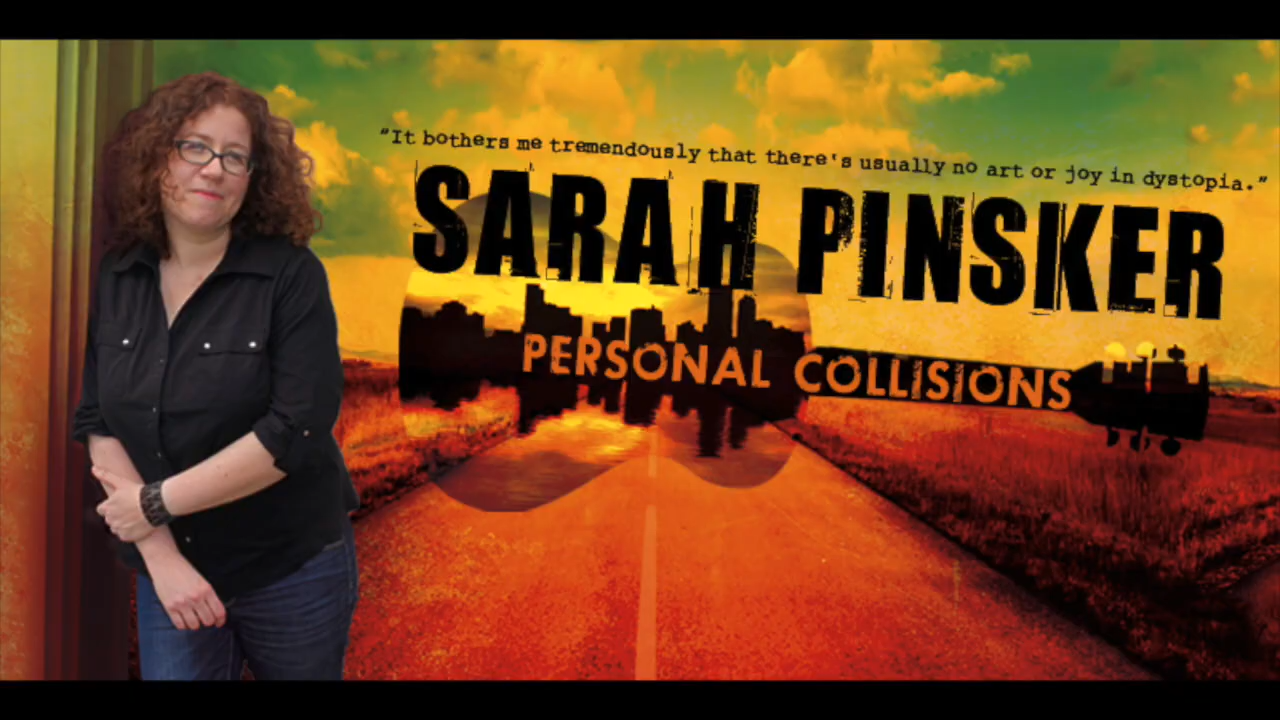 "It bothers me tremendously that there's usually no art or joy in dystopia."
SARAH PINSKER
PERSONAL COLLISIONS